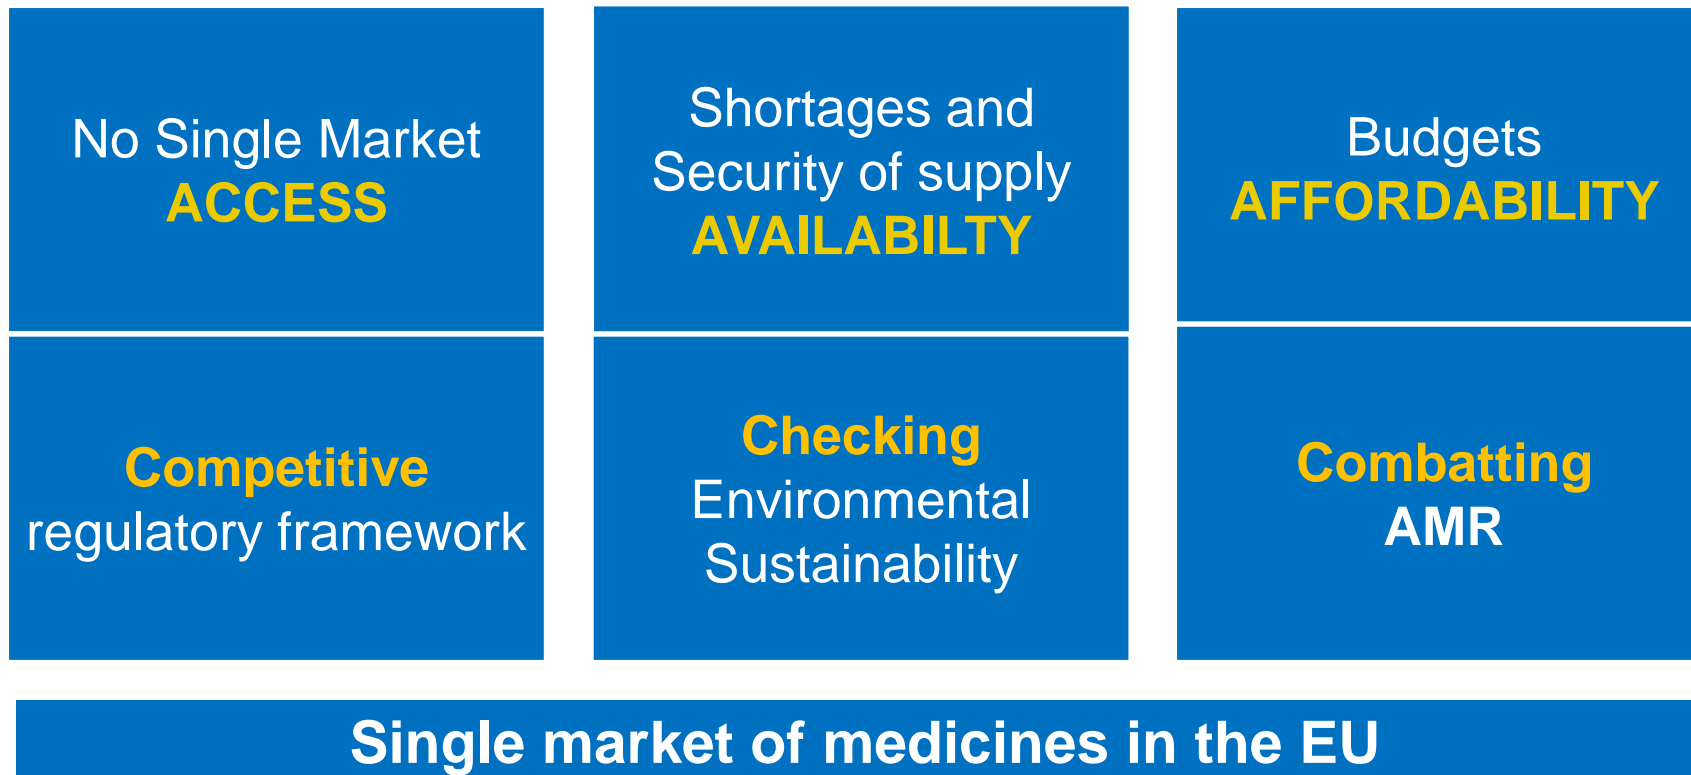 No Single Market
ACCESS
Shortages and
Security of supply
AVAILABILTY
Budgets
AFFORDABILITY
Competitive
regulatory framework
Checking
Environmental
Sustainability
Combatting
AMR
Single market of medicines in the EU